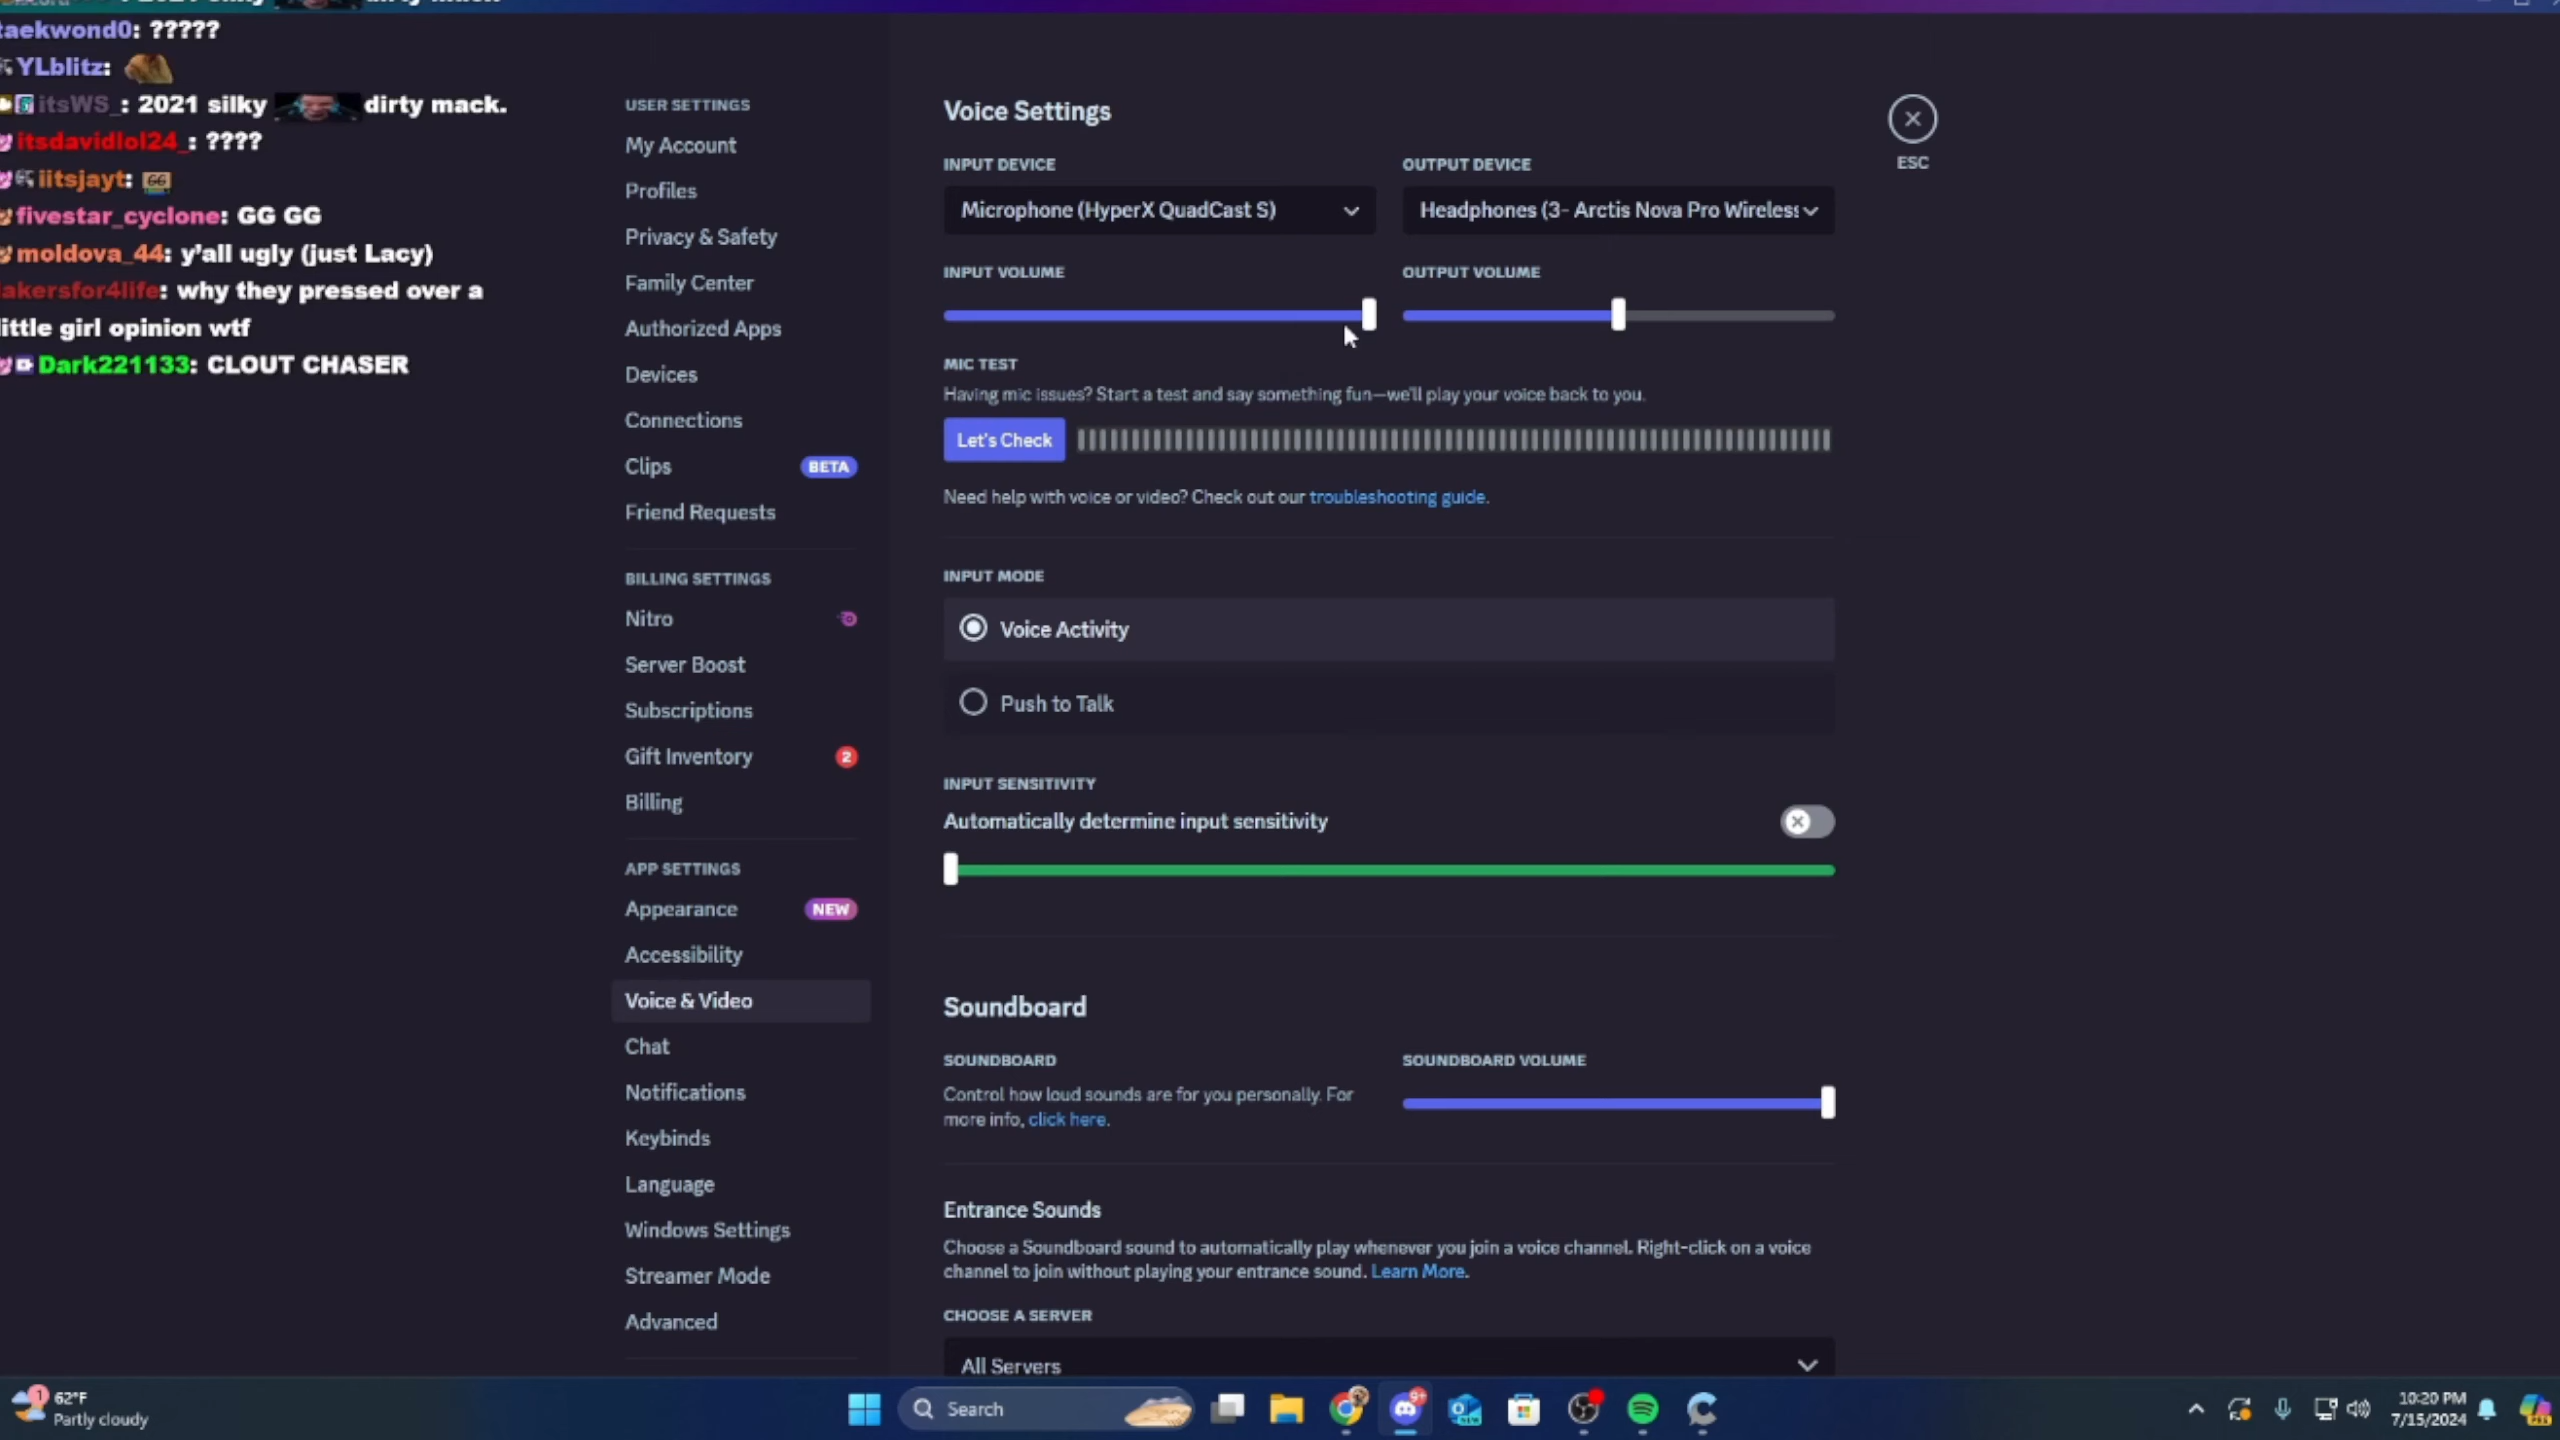 taekwond0: ?????
YLblitz:
itsWS_: 2021 silky dirty mack.
itsdavidlol24_: ????
iitsjayt:
fivestar_cyclone: GG GG
moldova_44: y'all ugly (just Lacy)
lakersfor4life: why they pressed over a
little girl opinion wtf
Dark221133: CLOUT CHASER
USER SETTINGS
My Account
Profiles
Privacy & Safety
Family Center
Authorized Apps
Devices
Connections
Clips BETA
Friend Requests
BILLING SETTINGS
Nitro
Server Boost
Subscriptions
Gift Inventory 2
Billing
APP SETTINGS
Appearance NEW
Accessibility
Voice & Video
Chat
Notifications
Keybinds
Language
Windows Settings
Streamer Mode
Advanced
Voice Settings
INPUT DEVICE OUTPUT DEVICE
Microphone (HyperX QuadCast S) Headphones (3- Arctis Nova Pro Wireless
INPUT VOLUME OUTPUT VOLUME
MIC TEST
Having mic issues? Start a test and say something fun—we'll play your voice back to you.
Let's Check
Need help with voice or video? Check out our troubleshooting guide.
INPUT MODE
Voice Activity
Push to Talk
INPUT SENSITIVITY
Automatically determine input sensitivity
Soundboard
SOUNDBOARD SOUNDBOARD VOLUME
Control how loud sounds are for you personally. For
more info, click here.
Entrance Sounds
Choose a Soundboard sound to automatically play whenever you join a voice channel. Right-click on a voice
channel to join without playing your entrance sound. Learn More.
CHOOSE A SERVER
All Servers
ESC
1 62°F
Partly cloudy
Search
9+
10:20 PM
7/15/2024